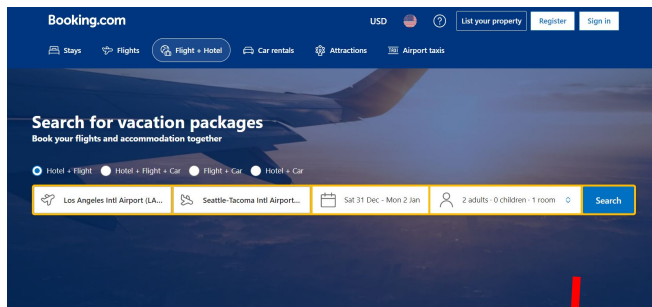 Booking.com
USD
List your property
Register
Sign in
Stays
Flights
Flight + Hotel
Car rentals
Attractions
TAXI
Airport taxis
Search for vacation packages
Book your flights and accommodation together
Hotel + Flight
Hotel + Flight + Car
Flight + Car
Hotel + Car
Los Angeles Intl Airport (LA...
Seattle-Tacoma Intl Airport...
Sat 31 Dec - Mon 2 Jan
2 adults · 0 children · 1 room
Search